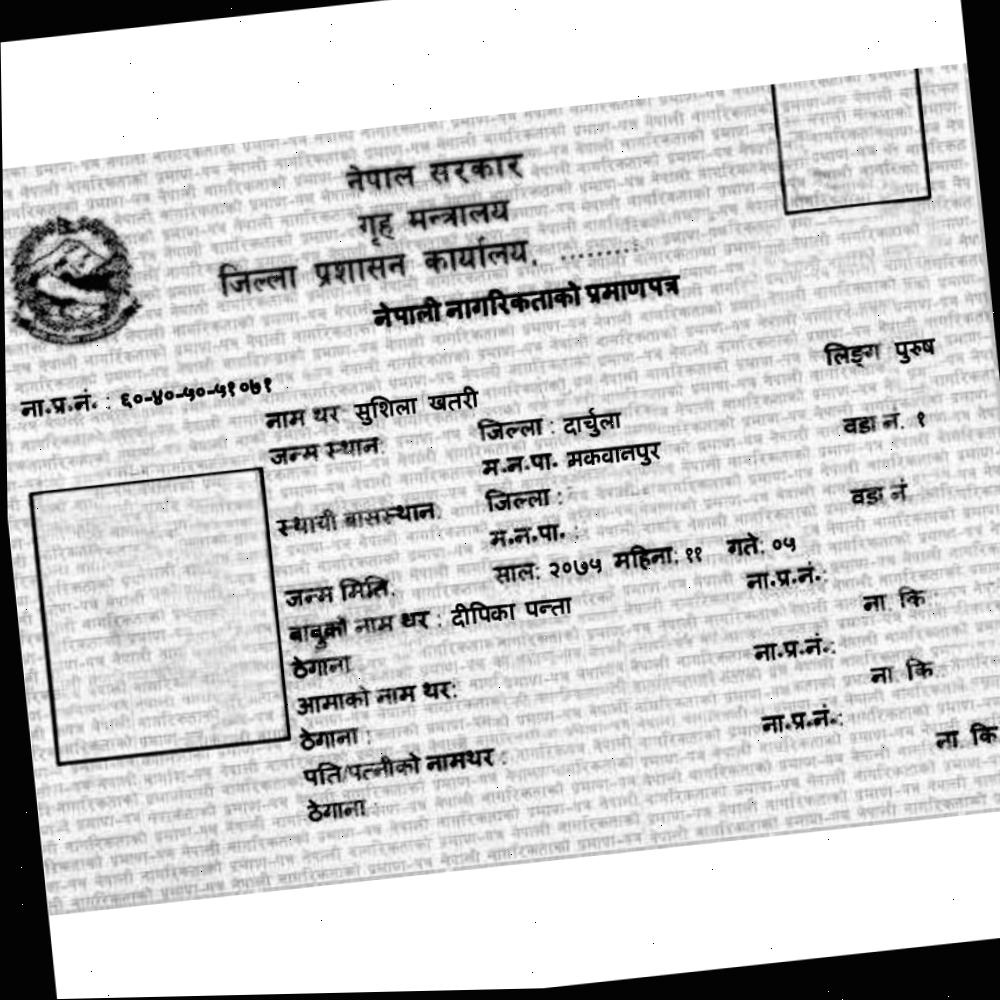 नेपाल सरकार
गृह मन्त्रालय
जिल्ला प्रशासन कार्यालय, .........
नेपाली नागरिकताको प्रमाणपत्र
लिङ्ग पुरुष
ना.प्र.नं. : ६०-४०-५०-५१०७१
नाम थर सुशिला खतरी
जन्म स्थान: जिल्ला : दार्चुला वडा नं. १
म.न.पा. मकवानपुर
स्थायी बासस्थान: जिल्ला : वडा नं
म.न.पा. :
जन्म मिति: साल: २०७५ महिना: ११ गते: ०५
बाबुको नाम थर : दीपिका पन्ता ना.प्र.नं.:
ठेगाना ना. कि.
आमाको नाम थर: ना.प्र.नं.:
ठेगाना : ना. कि.
पति/पत्नीको नामथर : ना.प्र.नं.:
ठेगाना : ना. कि